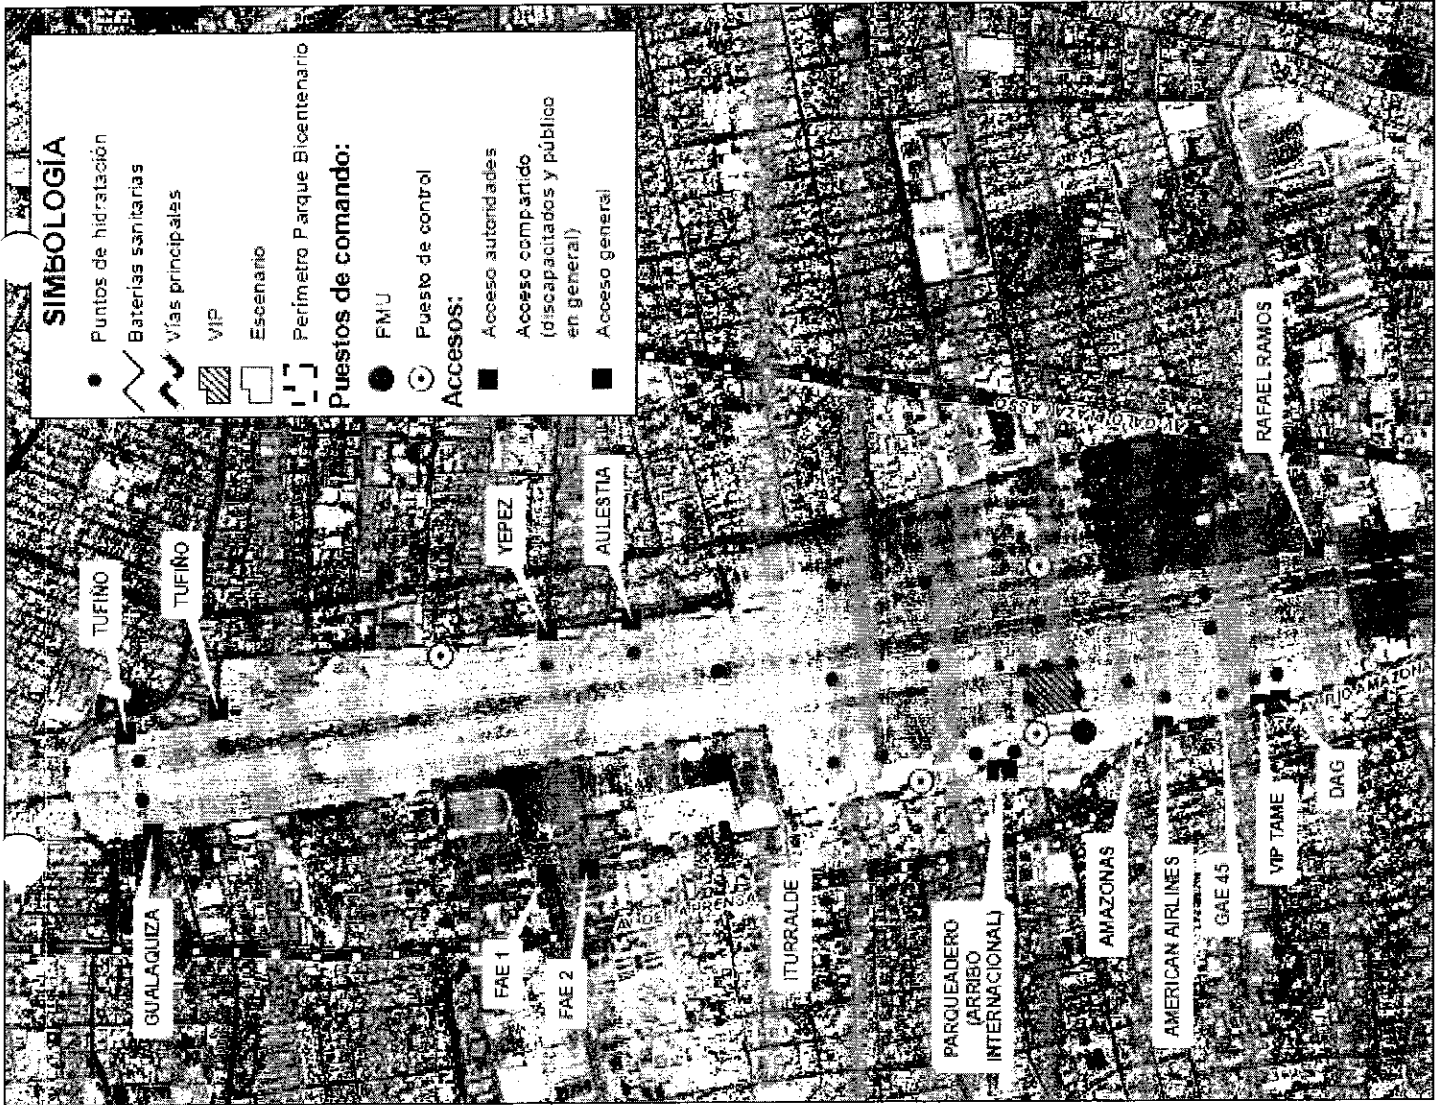 SIMBOLOGÍA
Puntos de hidratación
Baterías sanitarias
Vías principales
VIP
Escenario
Perímetro Parque Bicentenario
Puestos de comando:
PMU
Puesto de control
Accesos:
Acceso autoridades
Acceso compartido
(discapacitados y público
en general)
Acceso general
TUFIÑO
TUFIÑO
YEPEZ
AULESTIA
RAFAEL RAMOS
GUALAQUIZA
FAE 1
FAE 2
ITURRALDE
PARQUEADERO
(ARRIBO
INTERNACIONAL)
AMAZONAS
AMERICAN AIRLINES
GAE 45
VIP TAME
DAG